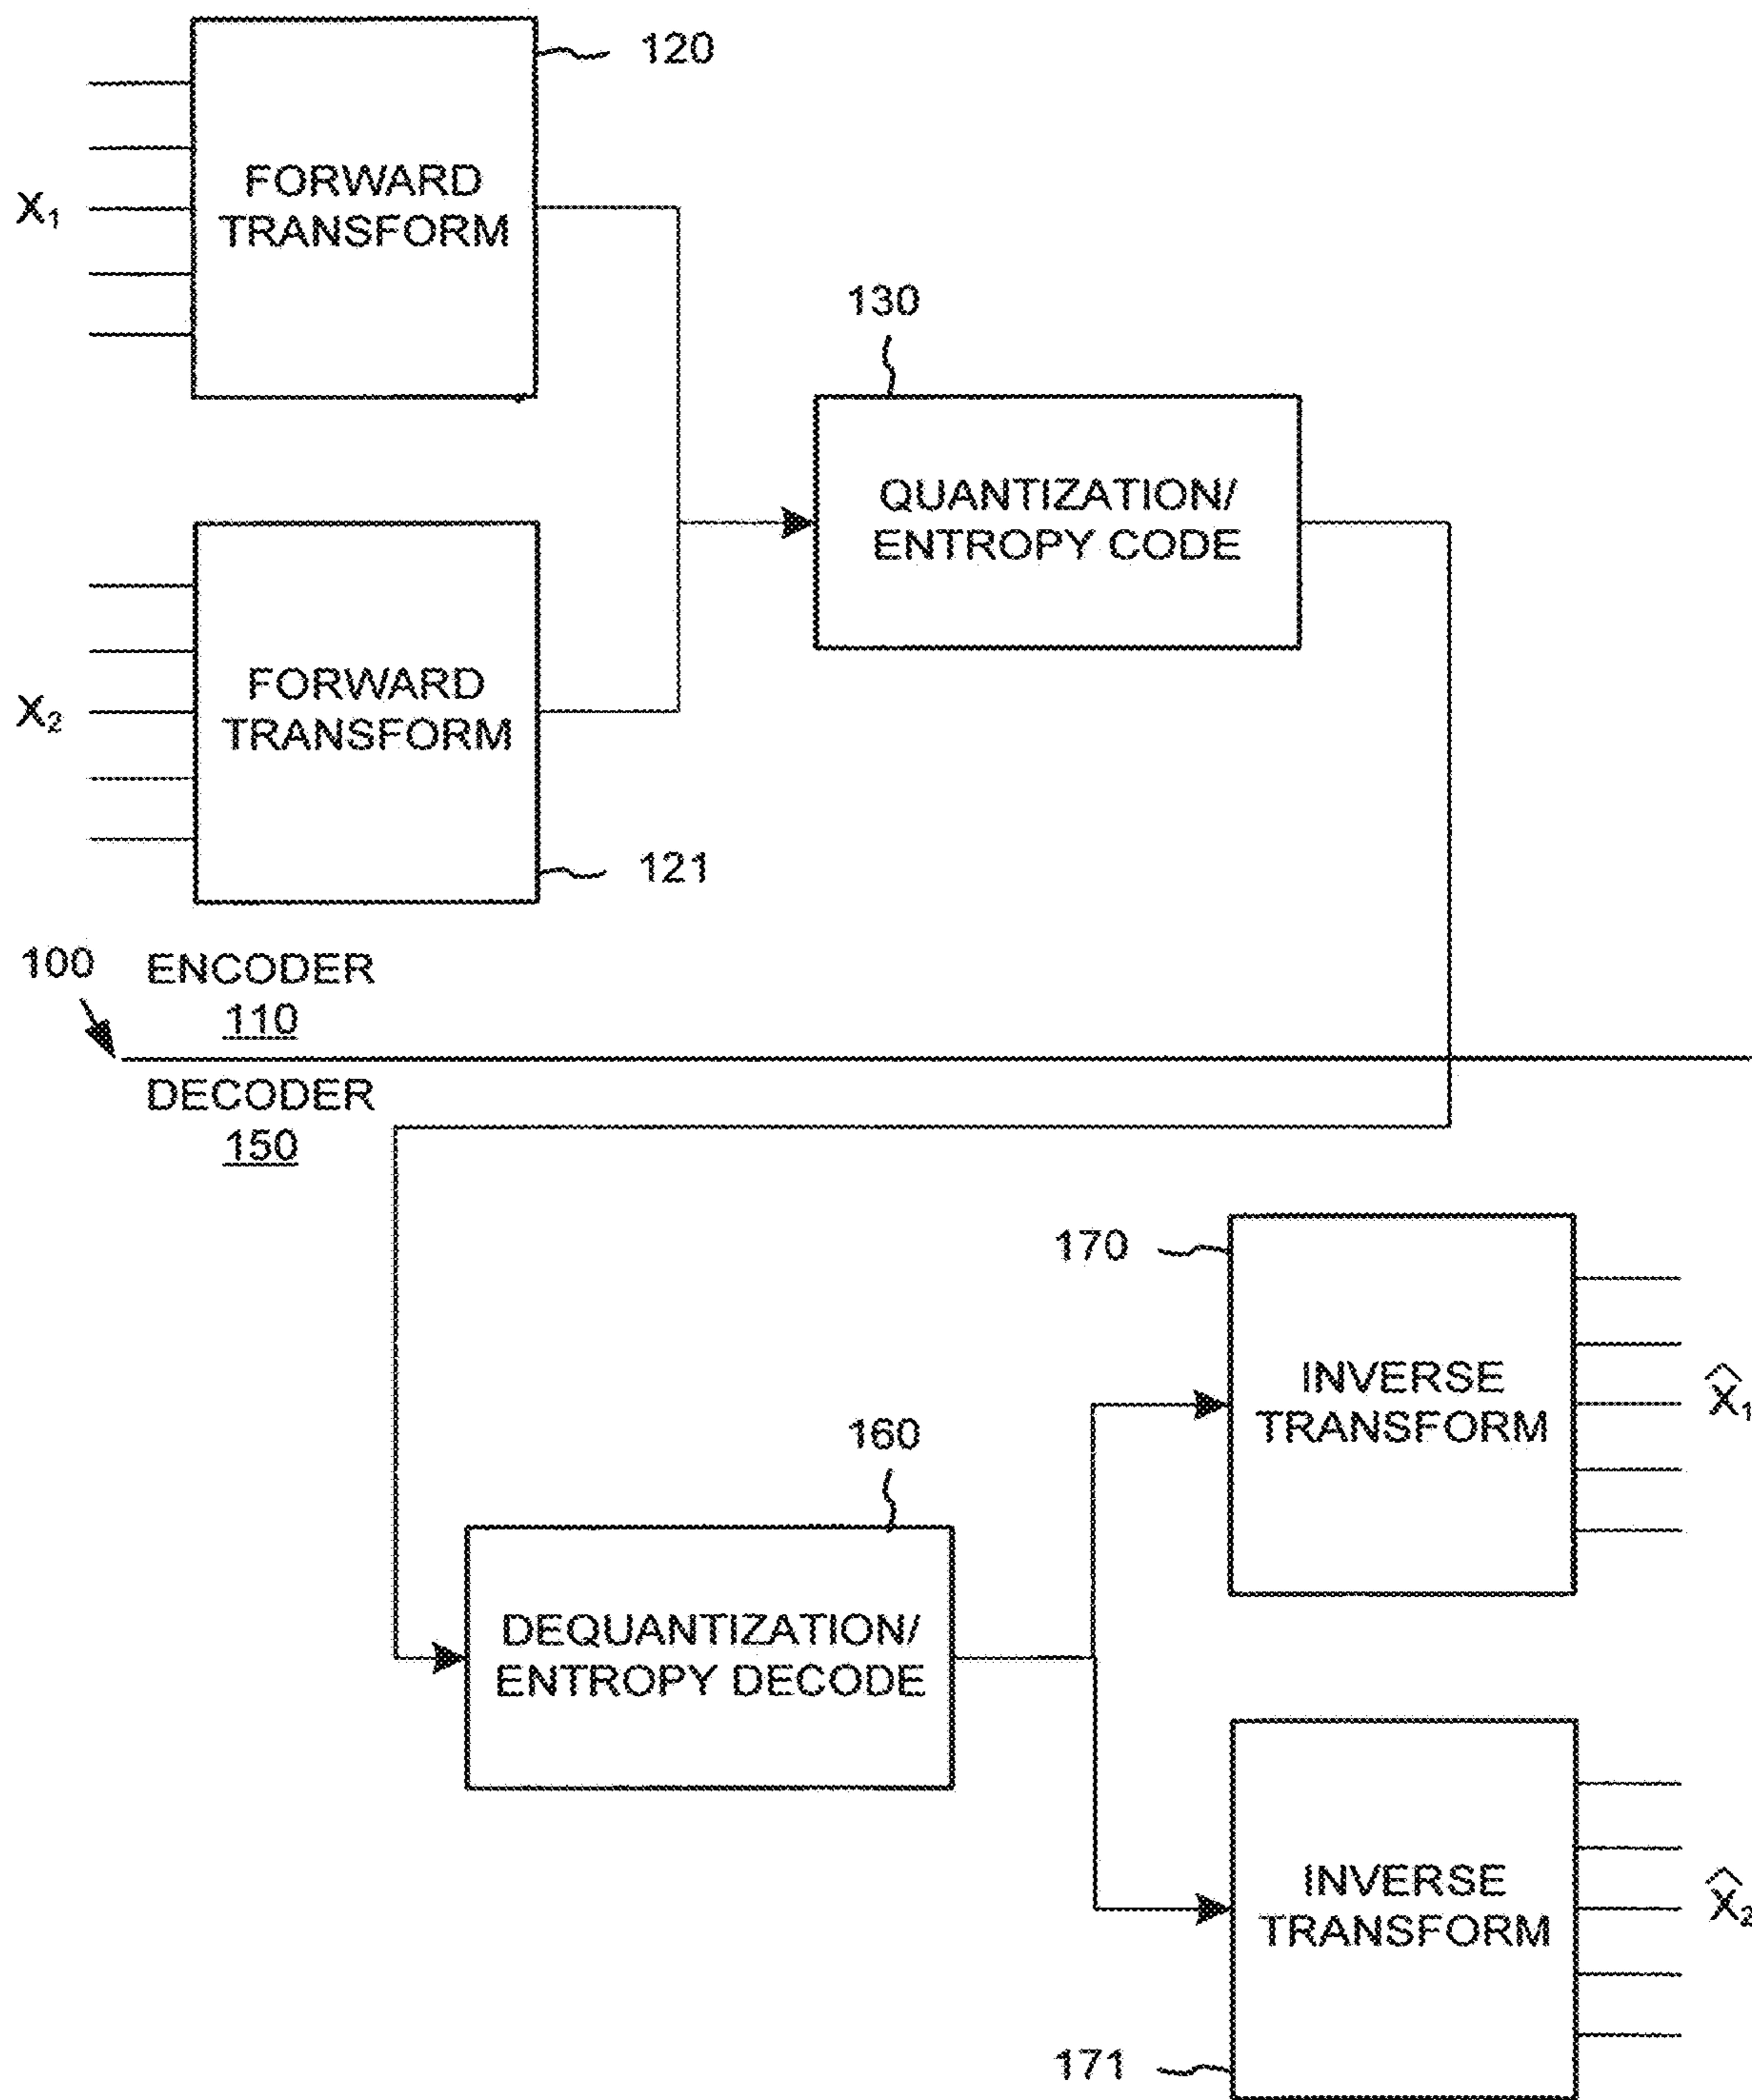 120
FORWARD
TRANSFORM
X₁
130
QUANTIZATION/
ENTROPY CODE
FORWARD
TRANSFORM
X₂
121
100
ENCODER
110
DECODER
150
170
INVERSE
TRANSFORM
X̂₁
160
DEQUANTIZATION/
ENTROPY DECODE
INVERSE
TRANSFORM
X̂₂
171